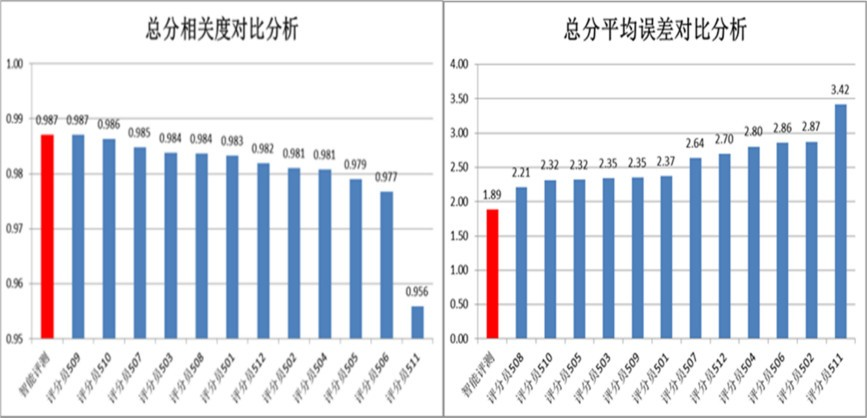 总分相关度对比分析
1.00
0.99
0.98
0.97
0.96
0.95
0.987
0.987
0.986
0.985
0.984
0.984
0.983
0.982
0.981
0.981
0.979
0.977
0.956
智能评测
评分员509
评分员510
评分员507
评分员503
评分员508
评分员501
评分员512
评分员502
评分员504
评分员505
评分员506
评分员511
总分平均误差对比分析
4.00
3.50
3.00
2.50
2.00
1.50
1.00
0.50
0.00
1.89
2.21
2.32
2.32
2.35
2.35
2.37
2.64
2.70
2.80
2.86
2.87
3.42
智能评测
评分员508
评分员510
评分员505
评分员503
评分员509
评分员501
评分员507
评分员512
评分员504
评分员506
评分员502
评分员511